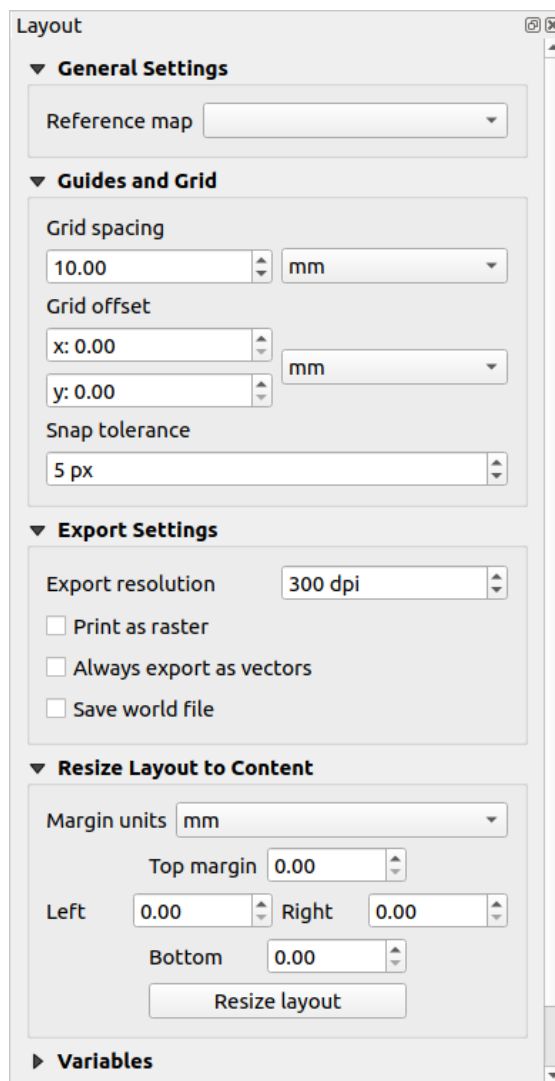 Layout
General Settings
Reference map
Guides and Grid
Grid spacing
10.00 mm
Grid offset
x: 0.00
mm
y: 0.00
Snap tolerance
5 px
Export Settings
Export resolution 300 dpi
Print as raster
Always export as vectors
Save world file
Resize Layout to Content
Margin units mm
Top margin 0.00
Left 0.00 Right 0.00
Bottom 0.00
Resize layout
Variables